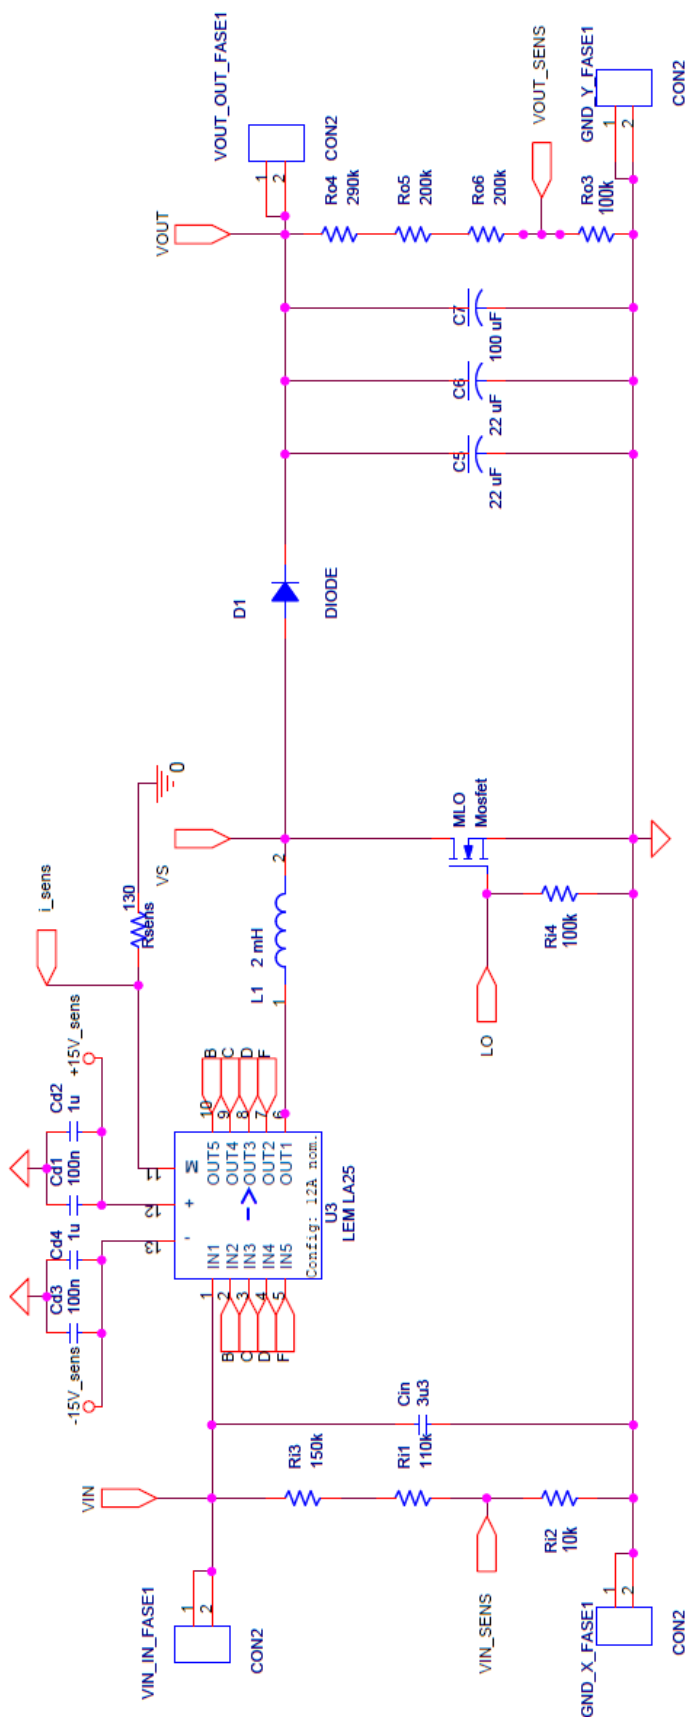 VIN_IN_FASE1
1
2
CON2
VIN
-15V_sens
Cd3
100n
Cd4
1u
Cd1
100n
Cd2
1u
+15V_sens
i_sens
130
Rsens
0
13
12
11
-
+
M
1
2
3
4
5
IN1
IN2
IN3
IN4
IN5
B
C
D
F
-->
OUT5
OUT4
OUT3
OUT2
OUT1
10
9
8
7
6
B
C
D
F
Config: 12A nom.
U3
LEM LA25
L1
2 mH
1
2
VS
D1
DIODE
VOUT
VOUT_OUT_FASE1
1
2
CON2
Ri3
150k
Ri1
110k
Cin
3u3
VIN_SENS
Ri2
10k
GND_X_FASE1
1
2
CON2
LO
Ri4
100k
MLO
Mosfet
C5
22 uF
C6
22 uF
C7
100 uF
Ro4
290k
Ro5
200k
Ro6
200k
VOUT_SENS
Ro3
100k
GND_Y_FASE1
1
2
CON2